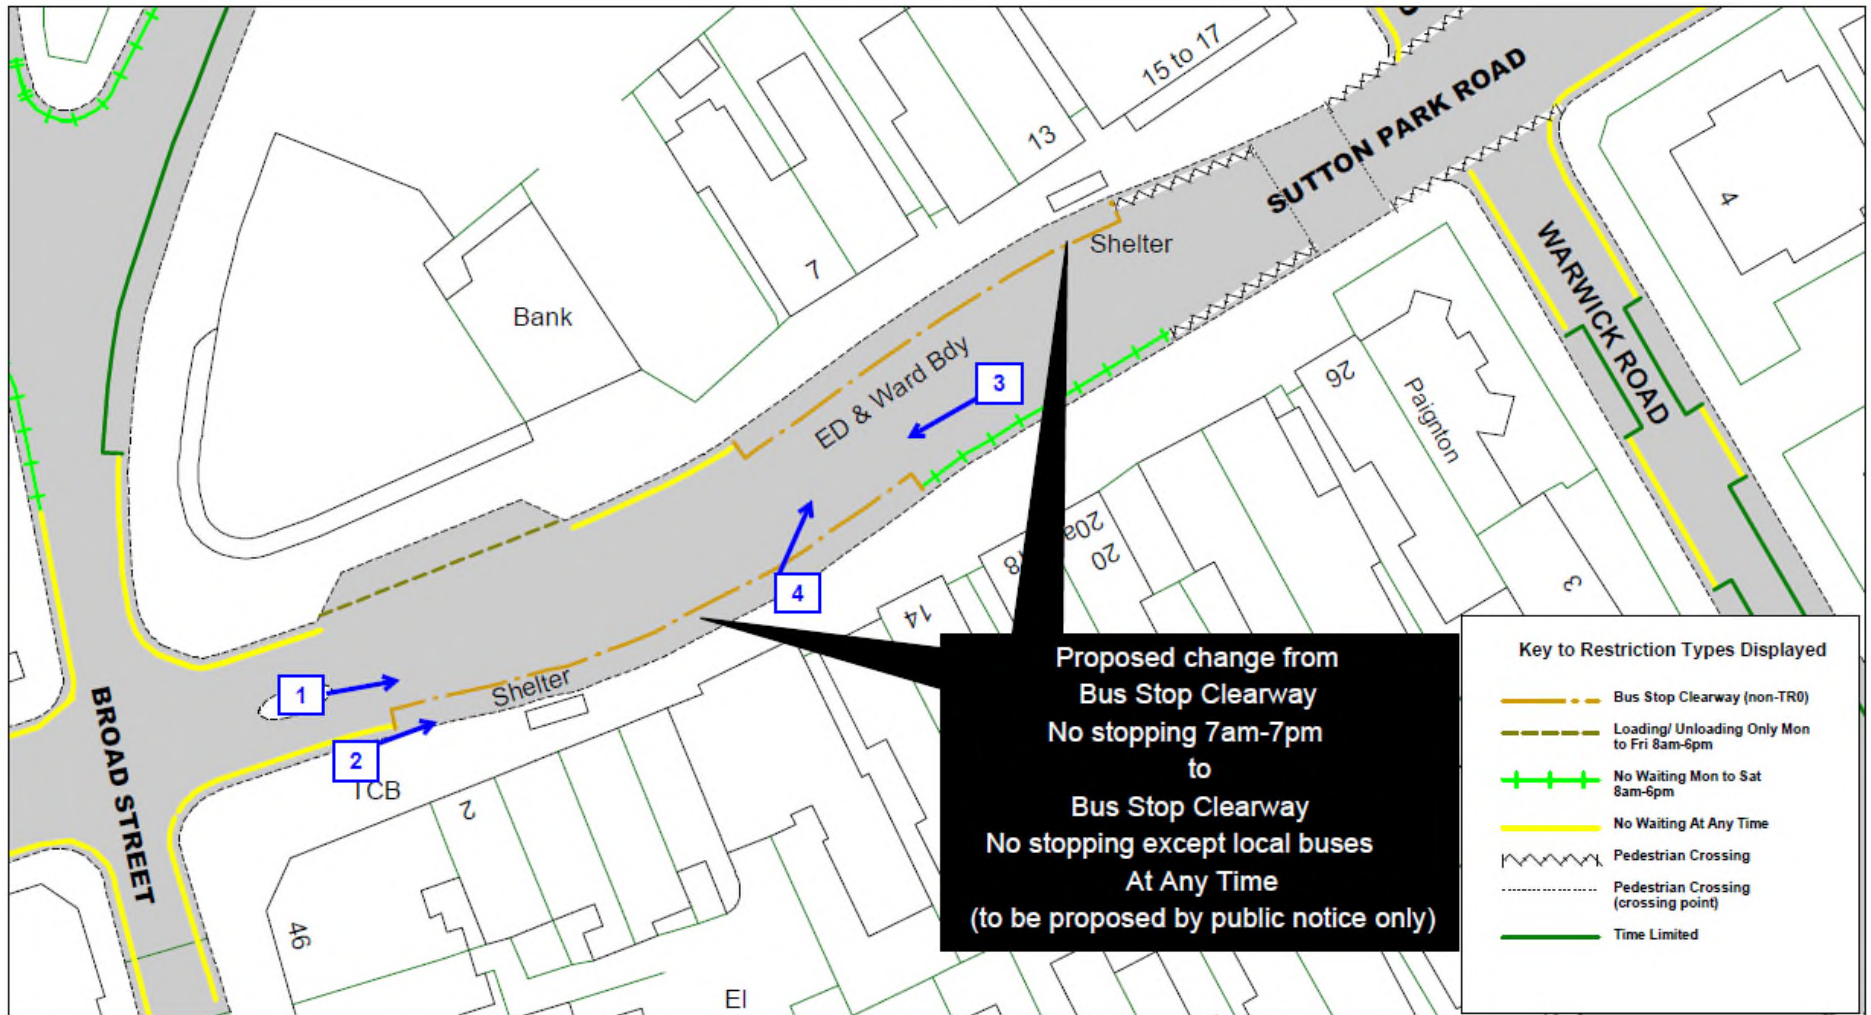 15 to 17
SUTTON PARK ROAD
13
4
Shelter
7
WARWICK ROAD
Bank
ED & Ward Bdy
3
26
Paignton
20a
20
4
3
14
Shelter
1
2
TCB
2
BROAD STREET
46
El
Proposed change from
Bus Stop Clearway
No stopping 7am-7pm
to
Bus Stop Clearway
No stopping except local buses
At Any Time
(to be proposed by public notice only)
Key to Restriction Types Displayed
Bus Stop Clearway (non-TR0)
Loading/ Unloading Only Mon
to Fri 8am-6pm
No Waiting Mon to Sat
8am-6pm
No Waiting At Any Time
Pedestrian Crossing
Pedestrian Crossing
(crossing point)
Time Limited